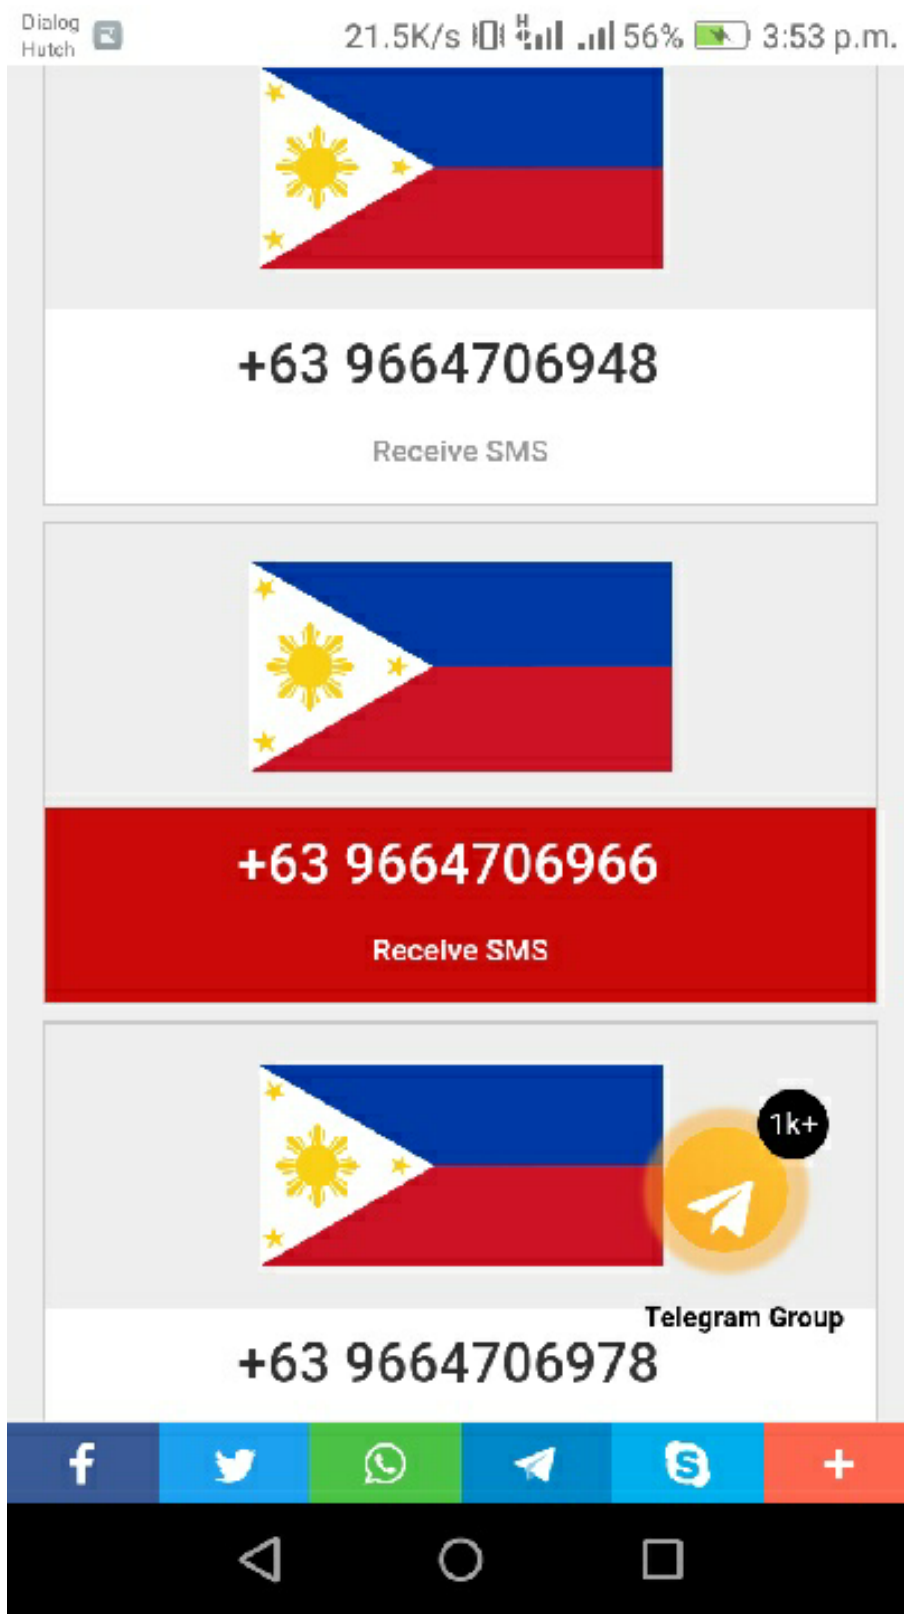 Dialog
Hutch
21.5K/s 56% 3:53 p.m.
+63 9664706948
Receive SMS
+63 9664706966
Receive SMS
1k+
Telegram Group
+63 9664706978